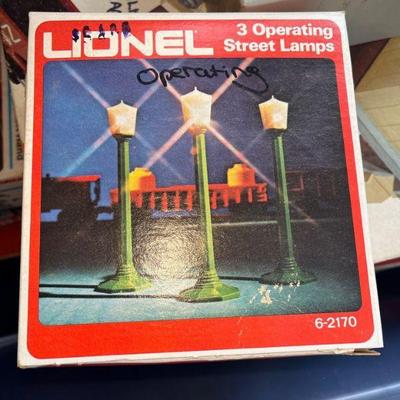 LIONEL
3 Operating
Street Lamps
Operating
6-2170